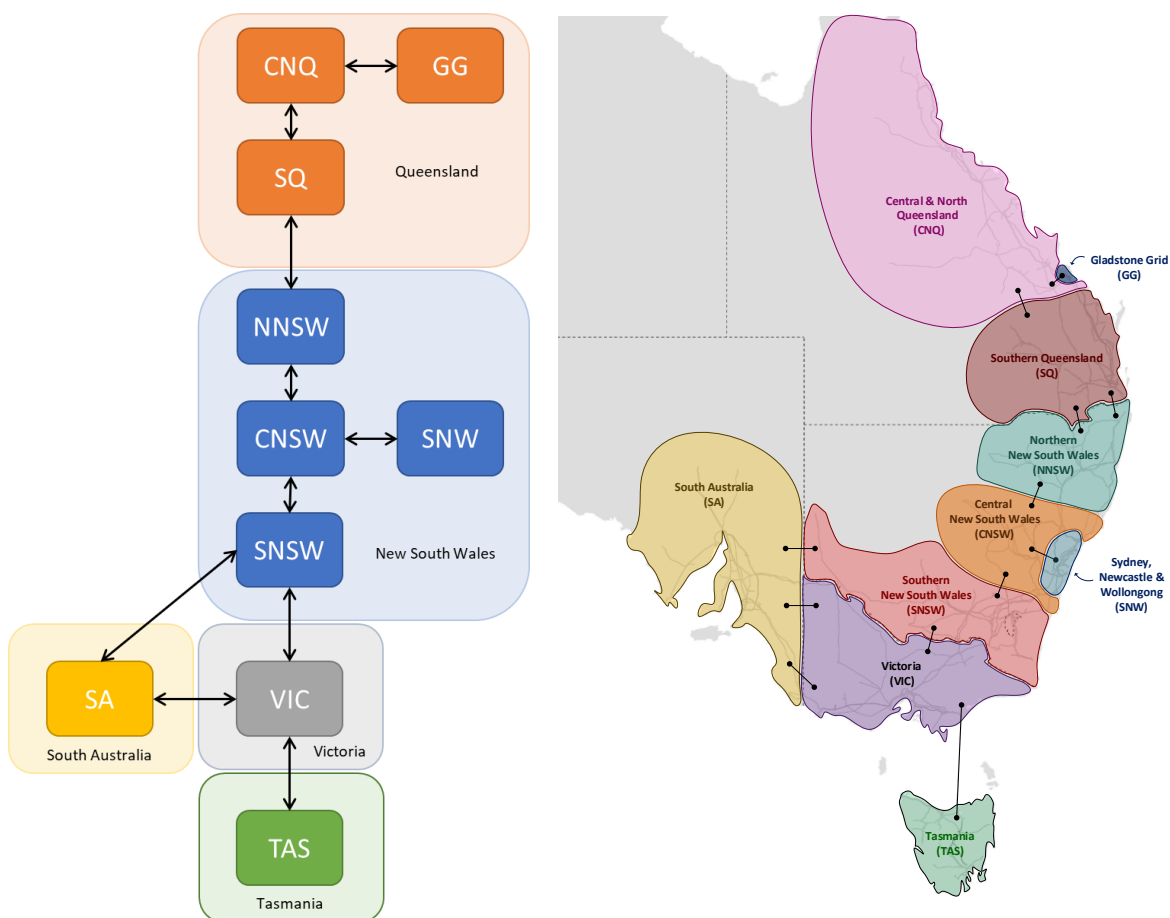 CNQ
GG
SQ
Queensland
NNSW
CNSW
SNW
SNSW
New South Wales
SA
South Australia
VIC
Victoria
TAS
Tasmania
Central & North
Queensland
(CNQ)
Gladstone Grid
(GG)
Southern Queensland
(SQ)
Northern
New South Wales
(NNSW)
South Australia
(SA)
Central
New South Wales
(CNSW)
Sydney,
Newcastle &
Wollongong
(SNW)
Southern
New South Wales
(SNSW)
Victoria
(VIC)
Tasmania
(TAS)